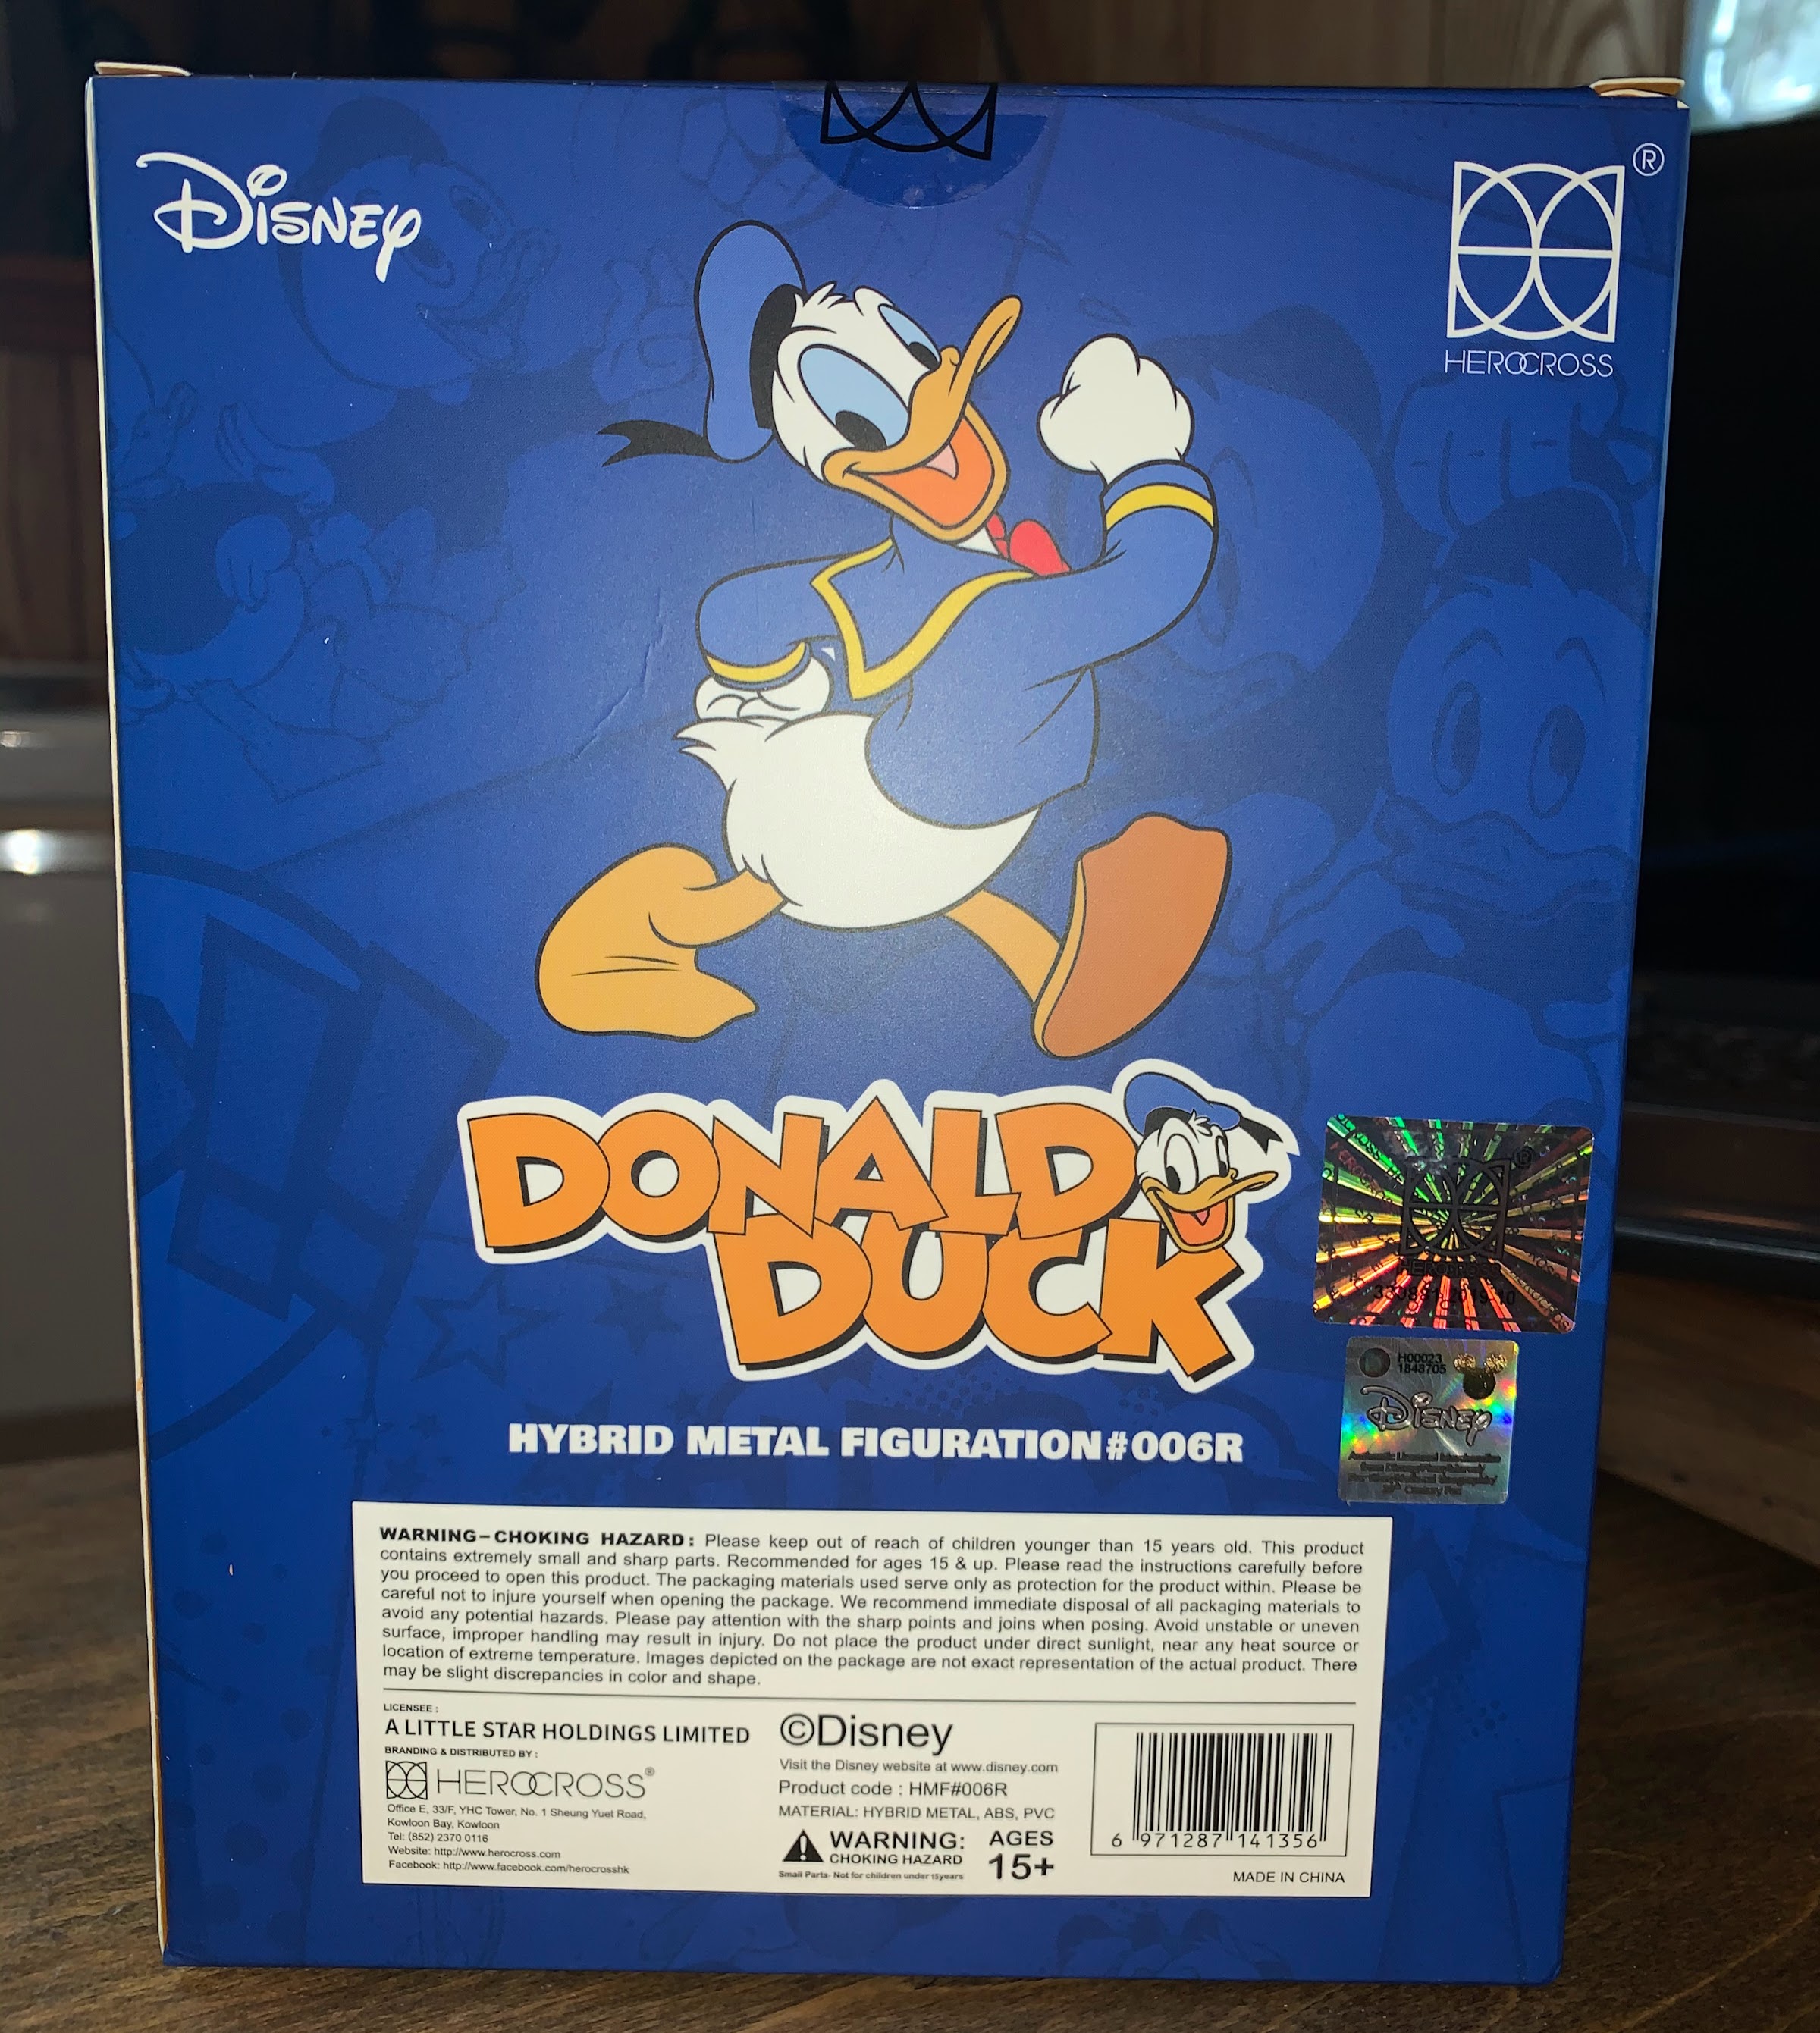 Disney
®
HEROCROSS
DONALD
DUCK
HYBRID METAL FIGURATION#006R
HEROCROSS
H00023
1848705
Disney
WARNING–CHOKING HAZARD: Please keep out of reach of children younger than 15 years old. This product
contains extremely small and sharp parts. Recommended for ages 15 & up. Please read the instructions carefully before
you proceed to open this product. The packaging materials used serve only as protection for the product within. Please be
careful not to injure yourself when opening the package. We recommend immediate disposal of all packaging materials to
avoid any potential hazards. Please pay attention with the sharp points and joins when posing. Avoid unstable or uneven
surface, improper handling may result in injury. Do not place the product under direct sunlight, near any heat source or
location of extreme temperature. Images depicted on the package are not exact representation of the actual product. There
may be slight discrepancies in color and shape.
LICENSEE :
A LITTLE STAR HOLDINGS LIMITED
BRANDING & DISTRIBUTED BY :
HEROCROSS®
Office E, 33/F, YHC Tower, No. 1 Sheung Yuet Road,
Kowloon Bay, Kowloon
Tel: (852) 2370 0116
Website: http://www.herocross.com
Facebook: http://www.facebook.com/herocrosshk
©Disney
Visit the Disney website at www.disney.com
Product code : HMF#006R
MATERIAL: HYBRID METAL, ABS, PVC
WARNING:
CHOKING HAZARD
Small Parts- Not for children under 15years
AGES
15+
6 971287 141356
MADE IN CHINA